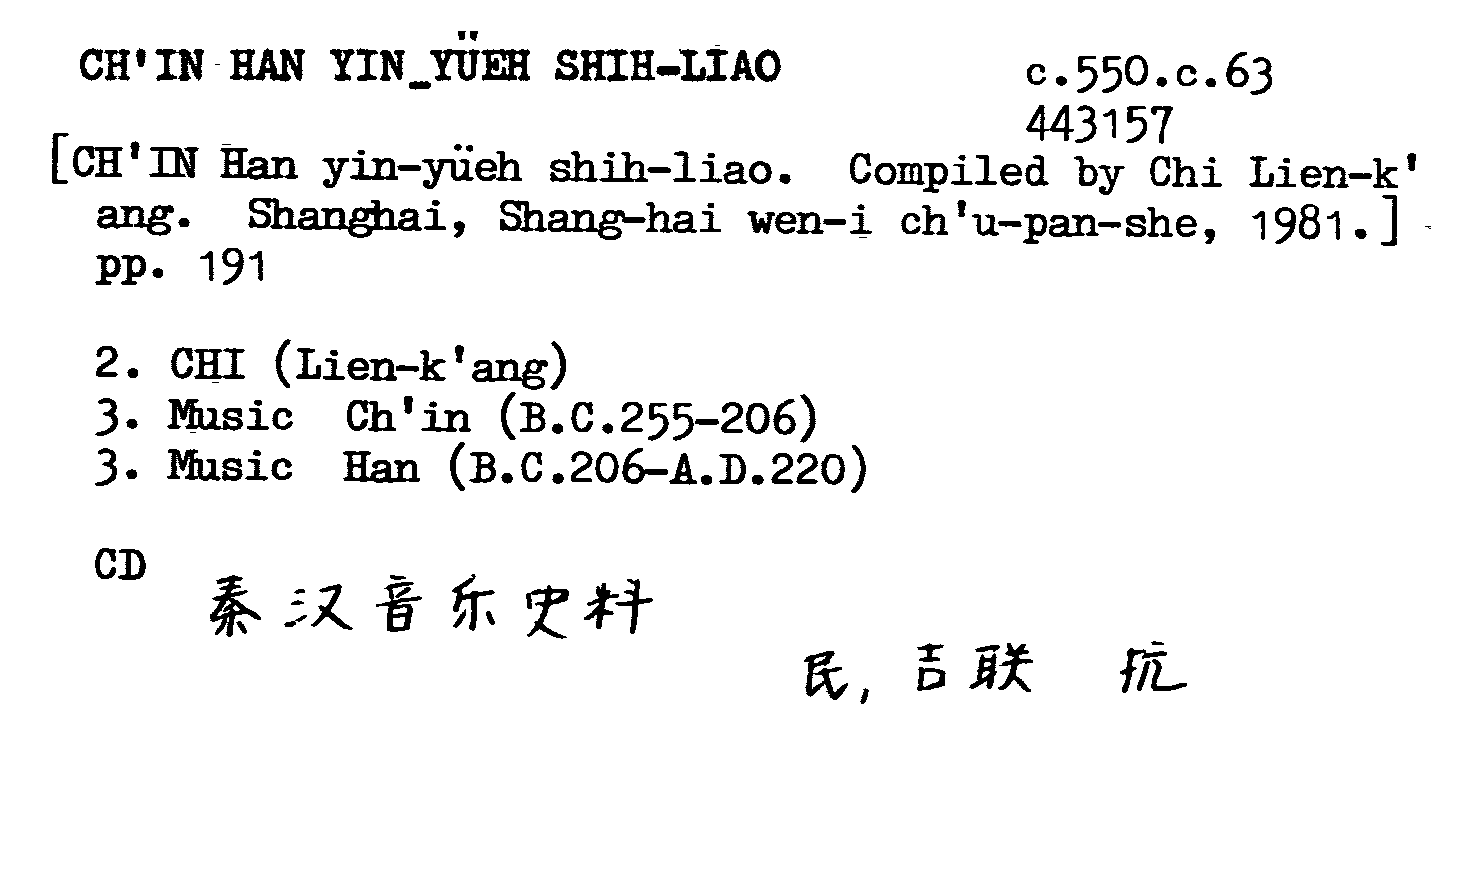 CH'IN HAN YIN-YÜEH SHIH-LIAO
c.550.c.63
443157
[CH'IN Han yin-yüeh shih-liao. Compiled by Chi Lien-k'
ang. Shanghai, Shang-hai wen-i ch'u-pan-she, 1981.]
pp. 191
2. CHI (Lien-k'ang)
3. Music Ch'in (B.C.255-206)
3. Music Han (B.C.206-A.D.220)
CD
秦汉音乐史料
民, 吉联 抗